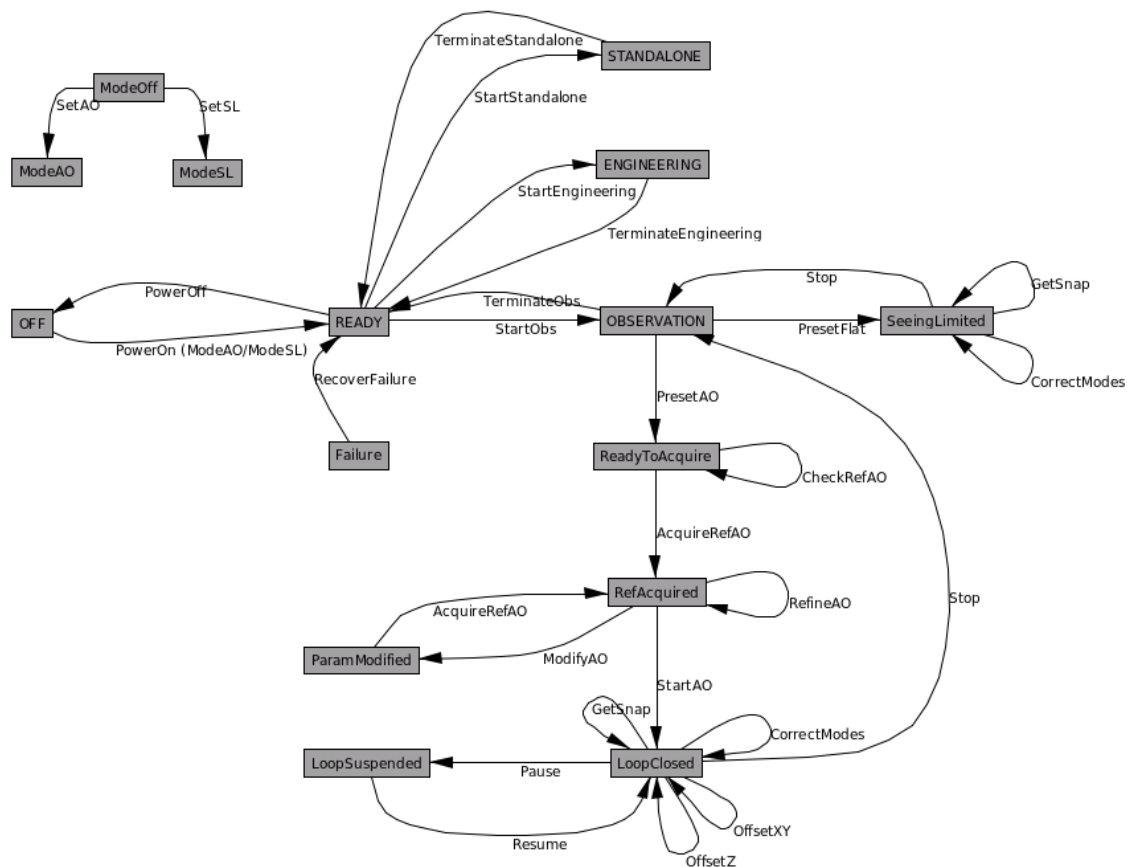 TerminateStandalone
STANDALONE
ModeOff
StartStandalone
SetAO
SetSL
ModeAO
ModeSL
ENGINEERING
StartEngineering
TerminateEngineering
Stop
GetSnap
PowerOff
TerminateObs
OFF
READY
OBSERVATION
SeeingLimited
StartObs
PresetFlat
PowerOn (ModeAO/ModeSL)
RecoverFailure
CorrectModes
PresetAO
Failure
ReadyToAcquire
CheckRefAO
AcquireRefAO
RefAcquired
RefineAO
Stop
AcquireRefAO
ParamModified
ModifyAO
StartAO
GetSnap
CorrectModes
LoopSuspended
LoopClosed
Pause
OffsetXY
Resume
OffsetZ